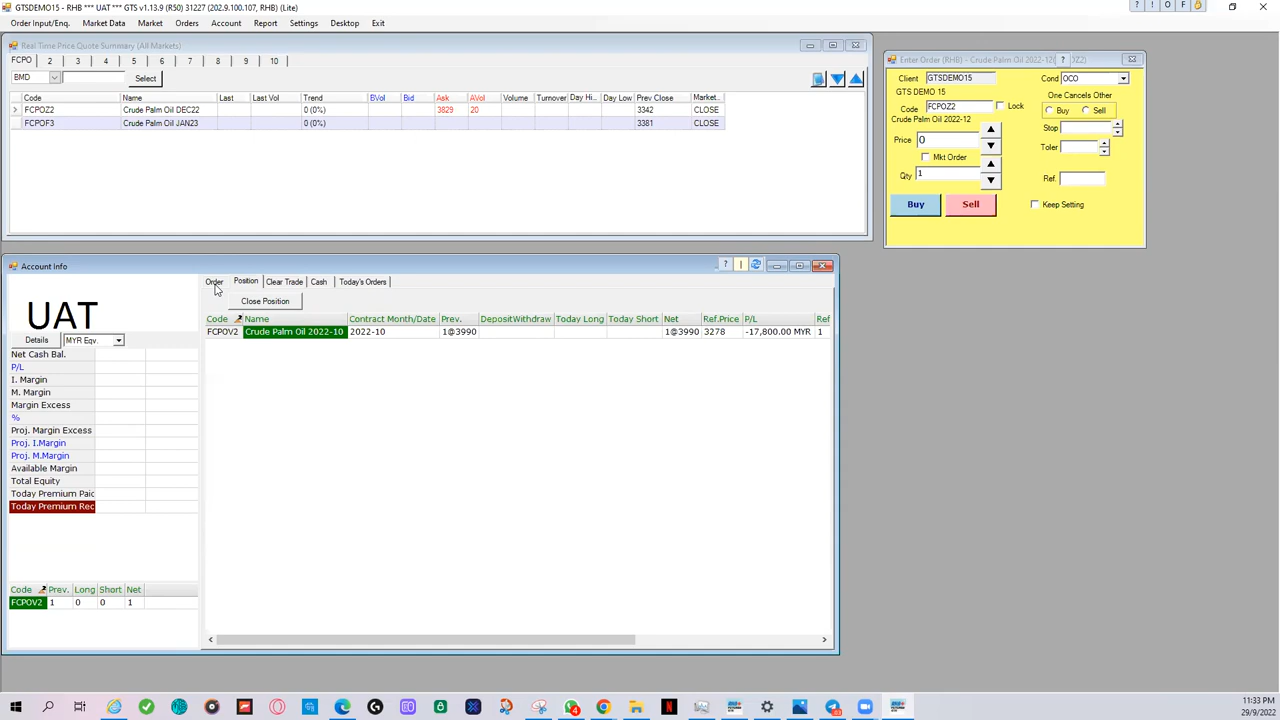 GTSDEMO15 - RHB *** UAT *** GTS v1.13.9 (R50) 31227 (202.9.100.107, RHB) (Lite)
Order Input/Enq. Market Data Market Orders Account Report Settings Desktop Exit
Real Time Price Quote Summary (All Markets)
FCPO 2 3 4 5 6 7 8 9 10
BMD Select
Code Name Last Last Vol Trend BVol Bid Ask AVol Volume Turnover Day Hi... Day Low Prev Close Market..
FCPOZ2 Crude Palm Oil DEC22 0 (0%) 3829 20 3342 CLOSE
FCPOF3 Crude Palm Oil JAN23 0 (0%) 3381 CLOSE
Enter Order (RHB) - Crude Palm Oil 2022-12
Client GTSDEMO15 Cond OCO
GTS DEMO 15 One Cancels Other
Code FCPOZ2 Lock Buy Sell
Crude Palm Oil 2022-12 Stop
Price 0
Mkt Order Toler
Qty 1 Ref.
Buy Sell Keep Setting
Account Info
Order Position Clear Trade Cash Today's Orders
Close Position
UAT
Details MYR Eqv.
Code Name Contract Month/Date Prev. DepositWithdraw Today Long Today Short Net Ref.Price P/L Ref
FCPOV2 Crude Palm Oil 2022-10 2022-10 1@3990 1@3990 3278 -17,800.00 MYR 1
Net Cash Bal.
P/L
I. Margin
M. Margin
Margin Excess
%
Proj. Margin Excess
Proj. I.Margin
Proj. M.Margin
Available Margin
Total Equity
Today Premium Paid
Today Premium Rec
Code Prev. Long Short Net
FCPOV2 1 0 0 1
11:33 PM
29/9/2022